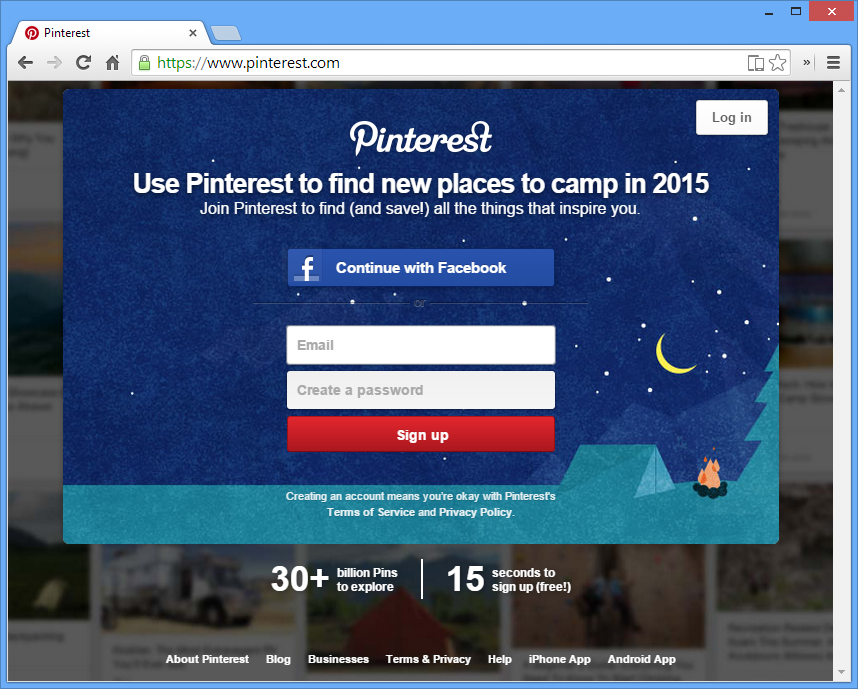 Pinterest
https://www.pinterest.com
Log in
Pinterest
Use Pinterest to find new places to camp in 2015
Join Pinterest to find (and save!) all the things that inspire you.
f Continue with Facebook
or
Email
Create a password
Sign up
Creating an account means you're okay with Pinterest's
Terms of Service and Privacy Policy.
30+ billion Pins
to explore
15 seconds to
sign up (free!)
About Pinterest Blog Businesses Terms & Privacy Help iPhone App Android App